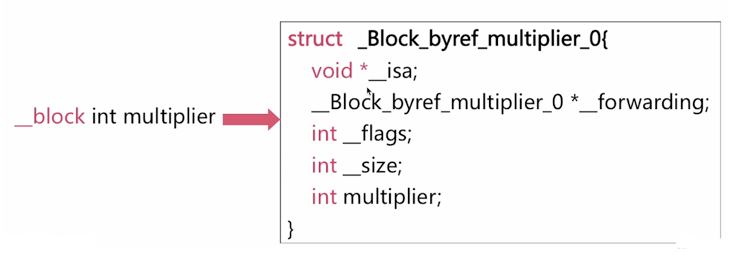 __block int multiplier
struct _Block_byref_multiplier_0{
void *__isa;
__Block_byref_multiplier_0 *__forwarding;
int __flags;
int __size;
int multiplier;
}